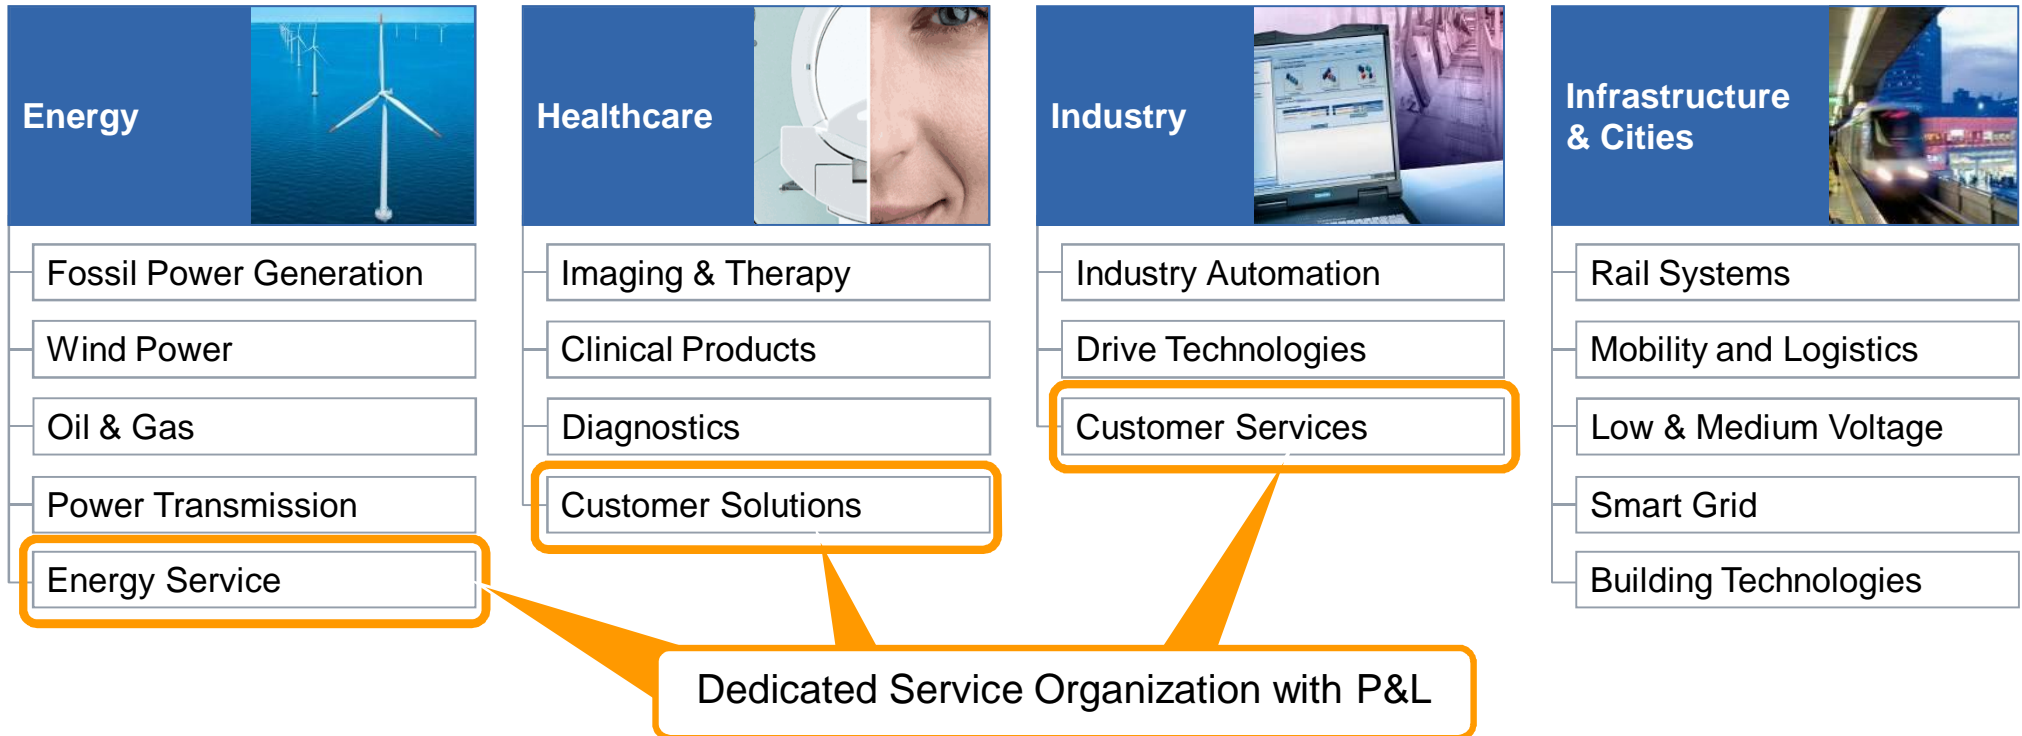 Energy
Fossil Power Generation
Wind Power
Oil & Gas
Power Transmission
Energy Service
Healthcare
Imaging & Therapy
Clinical Products
Diagnostics
Customer Solutions
Industry
Industry Automation
Drive Technologies
Customer Services
Infrastructure
& Cities
Rail Systems
Mobility and Logistics
Low & Medium Voltage
Smart Grid
Building Technologies
Dedicated Service Organization with P&L